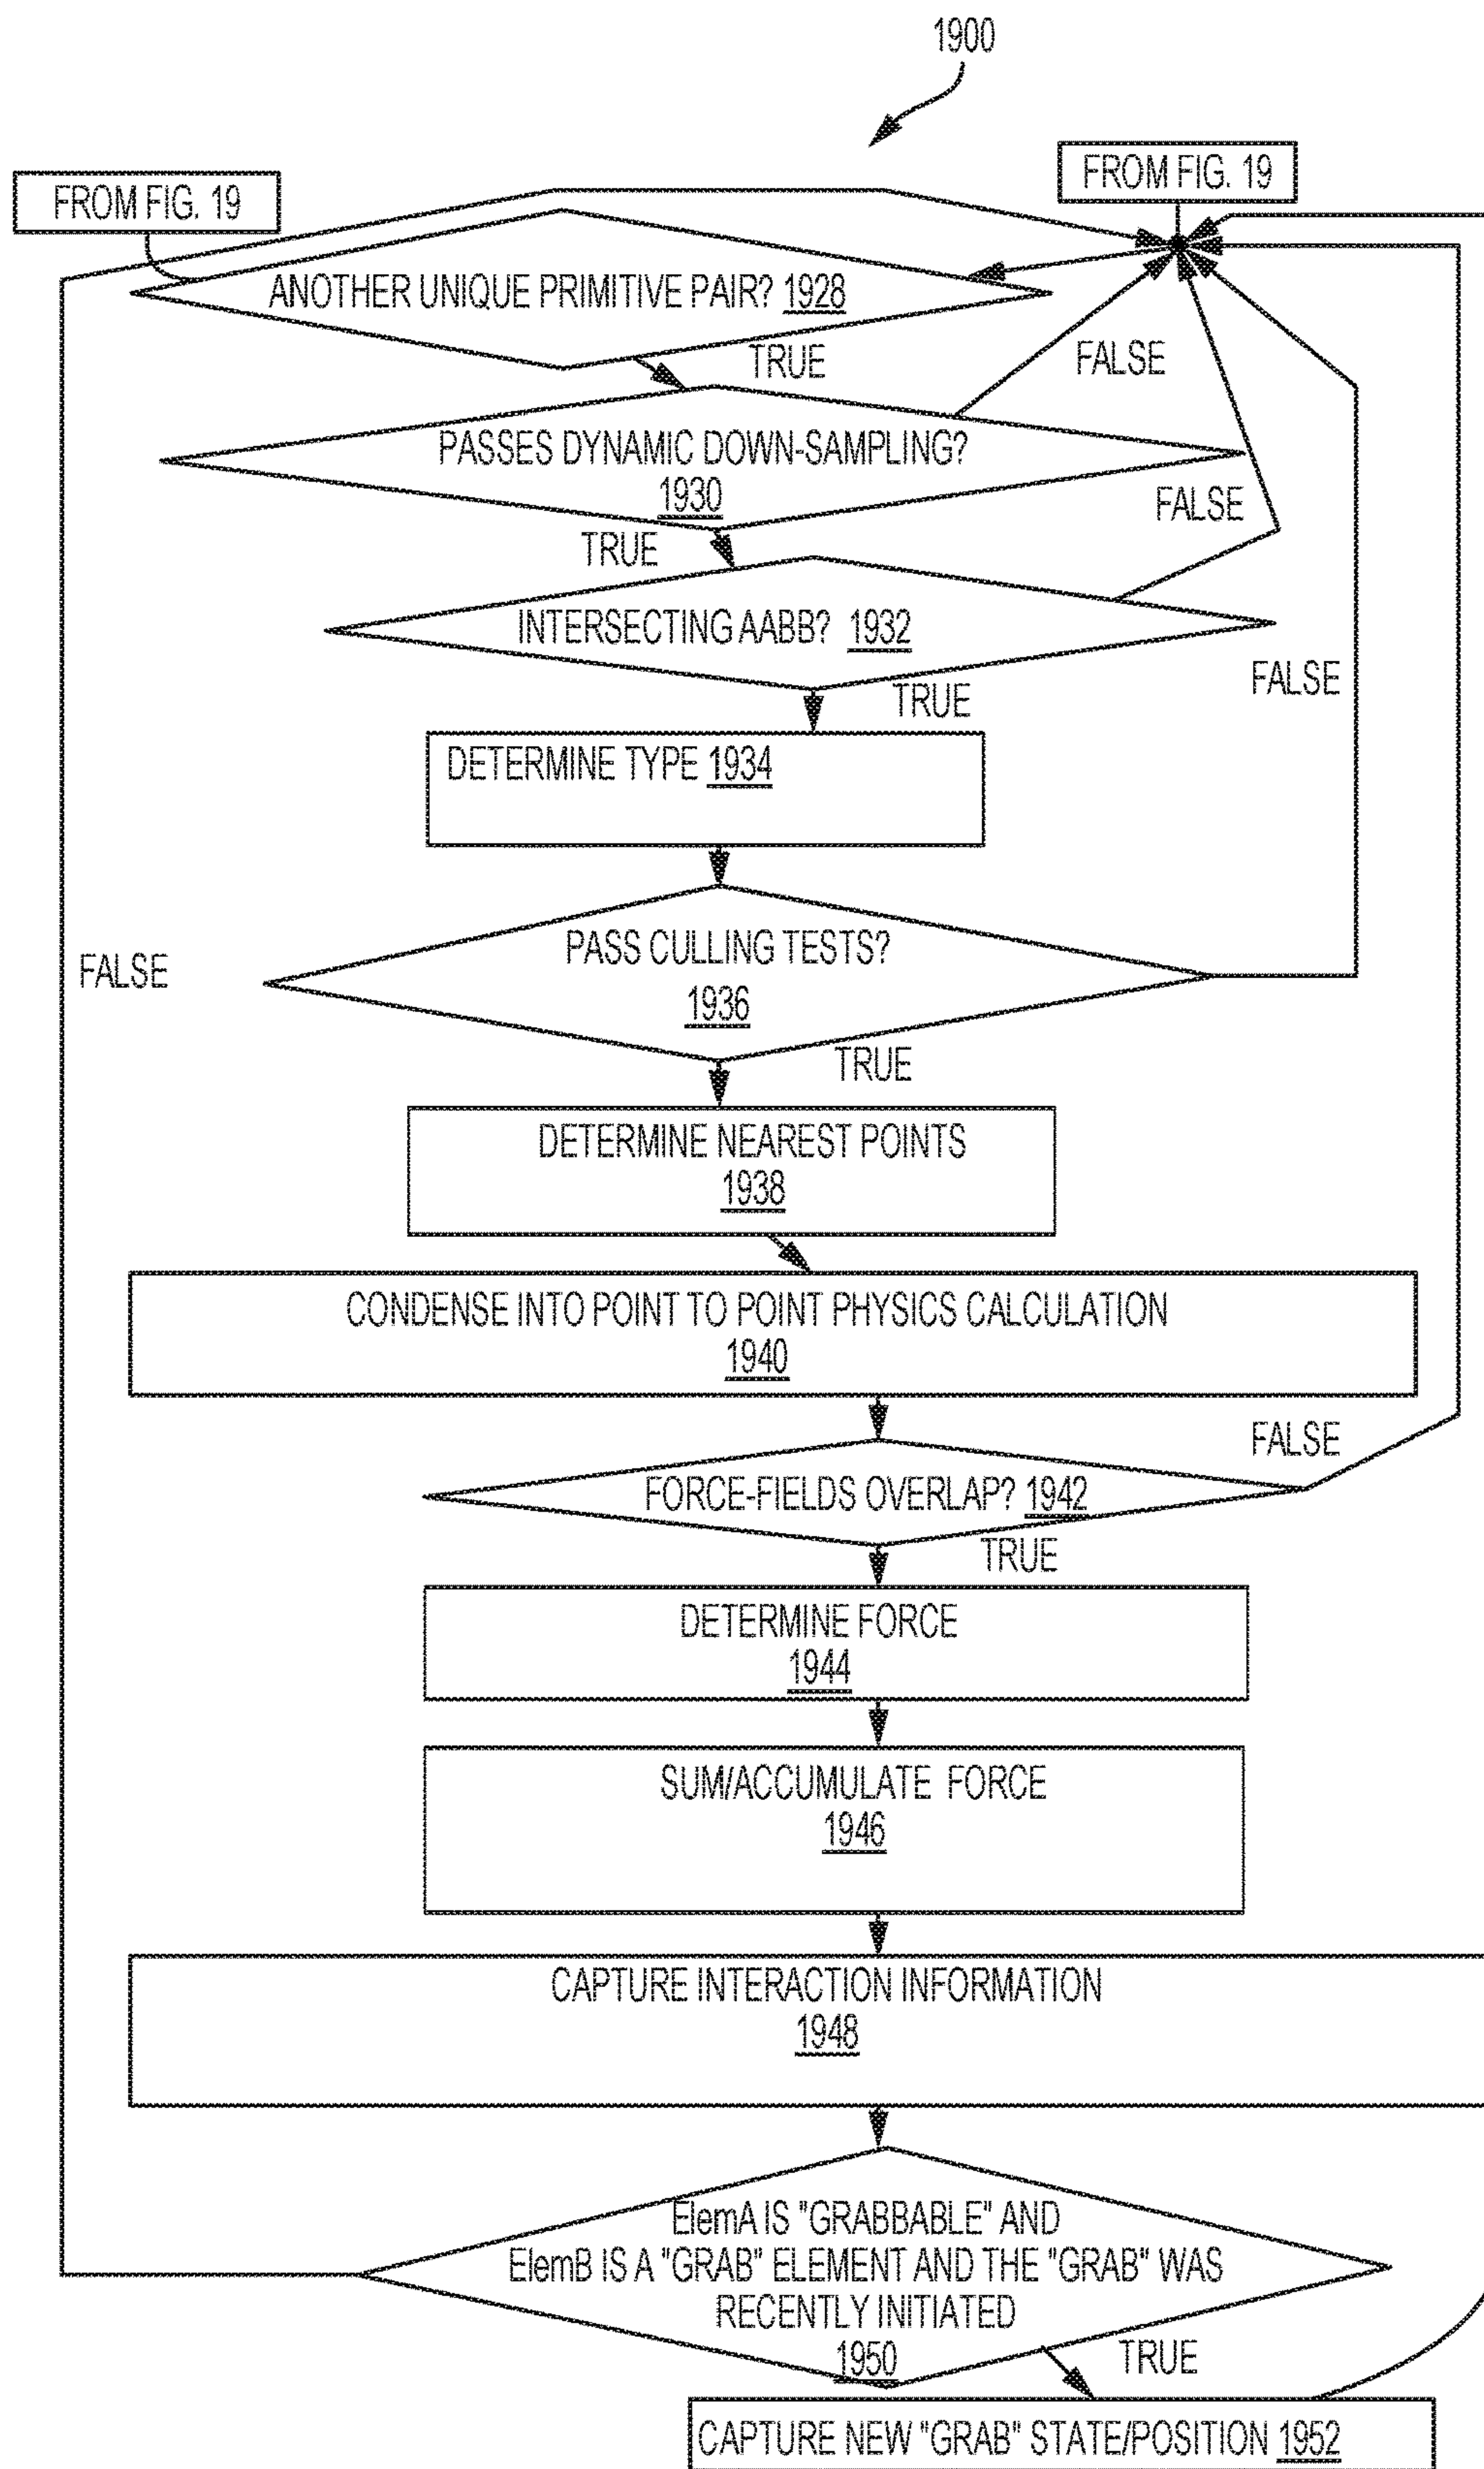 1900
FROM FIG. 19
FROM FIG. 19
ANOTHER UNIQUE PRIMITIVE PAIR? 1928
TRUE
FALSE
PASSES DYNAMIC DOWN-SAMPLING?
1930
FALSE
TRUE
INTERSECTING AABB? 1932
FALSE
TRUE
DETERMINE TYPE 1934
PASS CULLING TESTS?
FALSE
1936
TRUE
DETERMINE NEAREST POINTS
1938
CONDENSE INTO POINT TO POINT PHYSICS CALCULATION
1940
FALSE
FORCE-FIELDS OVERLAP? 1942
TRUE
DETERMINE FORCE
1944
SUM/ACCUMULATE FORCE
1946
CAPTURE INTERACTION INFORMATION
1948
ElemA IS "GRABBABLE" AND
ElemB IS A "GRAB" ELEMENT AND THE "GRAB" WAS
RECENTLY INITIATED
1950
TRUE
CAPTURE NEW "GRAB" STATE/POSITION 1952